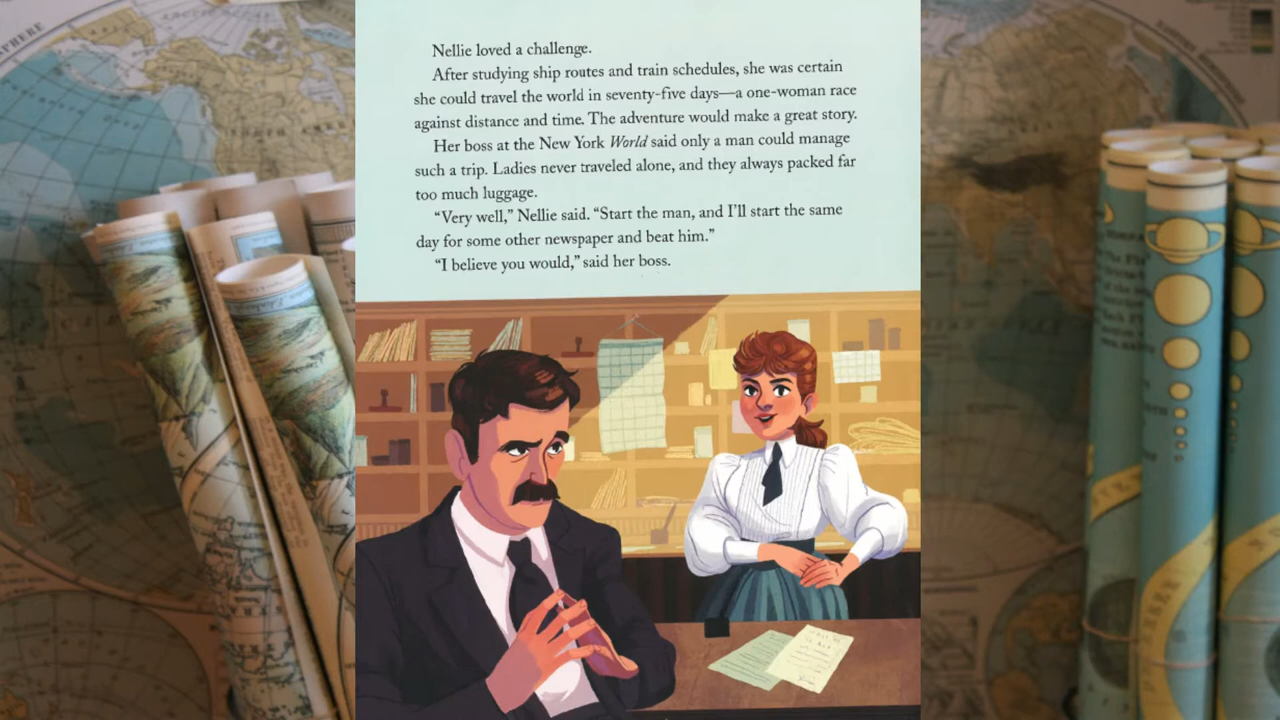 Nellie loved a challenge.
After studying ship routes and train schedules, she was certain
she could travel the world in seventy-five days—a one-woman race
against distance and time. The adventure would make a great story.
Her boss at the New York World said only a man could manage
such a trip. Ladies never traveled alone, and they always packed far
too much luggage.
“Very well,” Nellie said. “Start the man, and I’ll start the same
day for some other newspaper and beat him.”
“I believe you would,” said her boss.